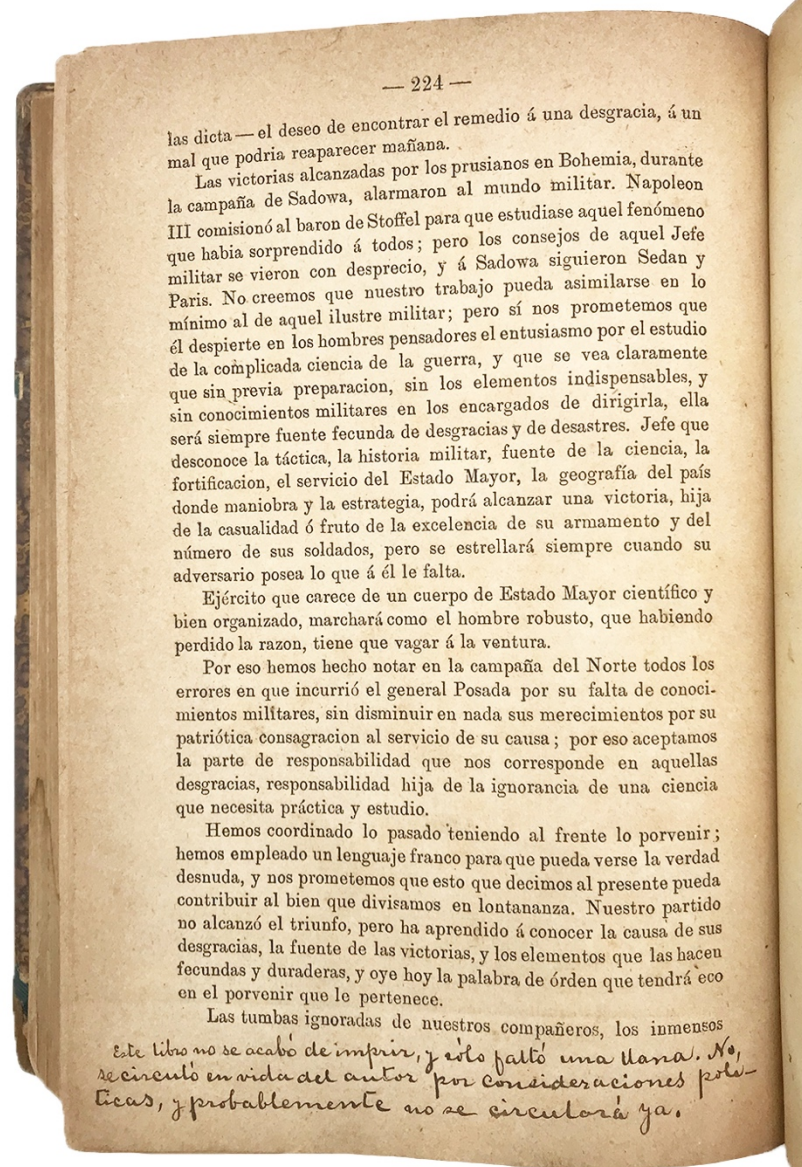 — 224 —
las dicta — el deseo de encontrar el remedio á una desgracia, á un
mal que podria reaparecer mañana.
Las victorias alcanzadas por los prusianos en Bohemia, durante
la campaña de Sadowa, alarmaron al mundo militar. Napoleon
III comisionó al baron de Stoffel para que estudiase aquel fenómeno
que habia sorprendido á todos; pero los consejos de aquel Jefe
militar se vieron con desprecio, y á Sadowa siguieron Sedan y
Paris. No creemos que nuestro trabajo pueda asimilarse en lo
mínimo al de aquel ilustre militar; pero sí nos prometemos que
él despierte en los hombres pensadores el entusiasmo por el estudio
de la complicada ciencia de la guerra, y que se vea claramente
que sin previa preparacion, sin los elementos indispensables, y
sin conocimientos militares en los encargados de dirigirla, ella
será siempre fuente fecunda de desgracias y de desastres. Jefe que
desconoce la táctica, la historia militar, fuente de la ciencia, la
fortificacion, el servicio del Estado Mayor, la geografía del país
donde maniobra y la estrategia, podrá alcanzar una victoria, hija
de la casualidad ó fruto de la excelencia de su armamento y del
número de sus soldados, pero se estrellará siempre cuando su
adversario posea lo que á él le falta.
Ejército que carece de un cuerpo de Estado Mayor científico y
bien organizado, marchará como el hombre robusto, que habiendo
perdido la razon, tiene que vagar á la ventura.
Por eso hemos hecho notar en la campaña del Norte todos los
errores en que incurrió el general Posada por su falta de conoci-
mientos militares, sin disminuir en nada sus merecimientos por su
patriótica consagracion al servicio de su causa; por eso aceptamos
la parte de responsabilidad que nos corresponde en aquellas
desgracias, responsabilidad hija de la ignorancia de una ciencia
que necesita práctica y estudio.
Hemos coordinado lo pasado teniendo al frente lo porvenir;
hemos empleado un lenguaje franco para que pueda verse la verdad
desnuda, y nos prometemos que esto que decimos al presente pueda
contribuir al bien que divisamos en lontananza. Nuestro partido
no alcanzó el triunfo, pero ha aprendido á conocer la causa de sus
desgracias, la fuente de las victorias, y los elementos que las hacen
fecundas y duraderas, y oye hoy la palabra de órden que tendrá eco
en el porvenir que le pertenece.
Las tumbas ignoradas de nuestros compañeros, los inmensos
Este libro no se acabó de imprir, y sólo faltó una llana. No,
se circuló en vida del autor por consideraciones polí-
ticas, y probablemente no se circulará ya.